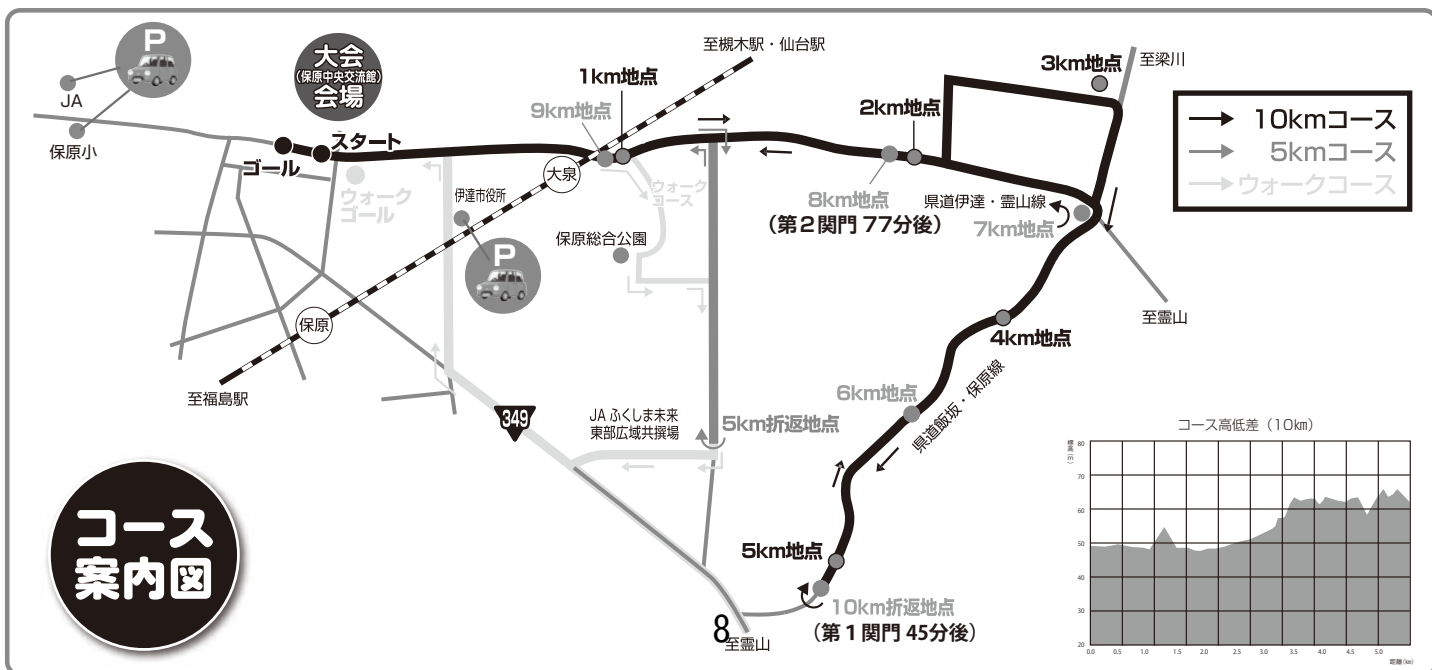 P
JA
保原小
大会
(保原中央交流館)
会場
ゴール
スタート
ウォーク
ゴール
伊達市役所
P
9km地点
1km地点
至槻木駅・仙台駅
大泉
ウォーク
コース
保原総合公園
保原
至福島駅
2km地点
8km地点
(第2関門 77分後)
3km地点
至梁川
県道伊達・霊山線
7km地点
至霊山
4km地点
6km地点
県道飯坂・保原線
JA ふくしま未来
東部広域共撰場
5km折返地点
349
5km地点
10km折返地点
(第1関門 45分後)
8
至霊山
10kmコース
5kmコース
ウォークコース
コース
案内図
コース高低差(10km)
標高(m)
80
70
60
50
40
30
20
0.0 0.5 1.0 1.5 2.0 2.5 3.0 3.5 4.0 4.5 5.0
距離(km)